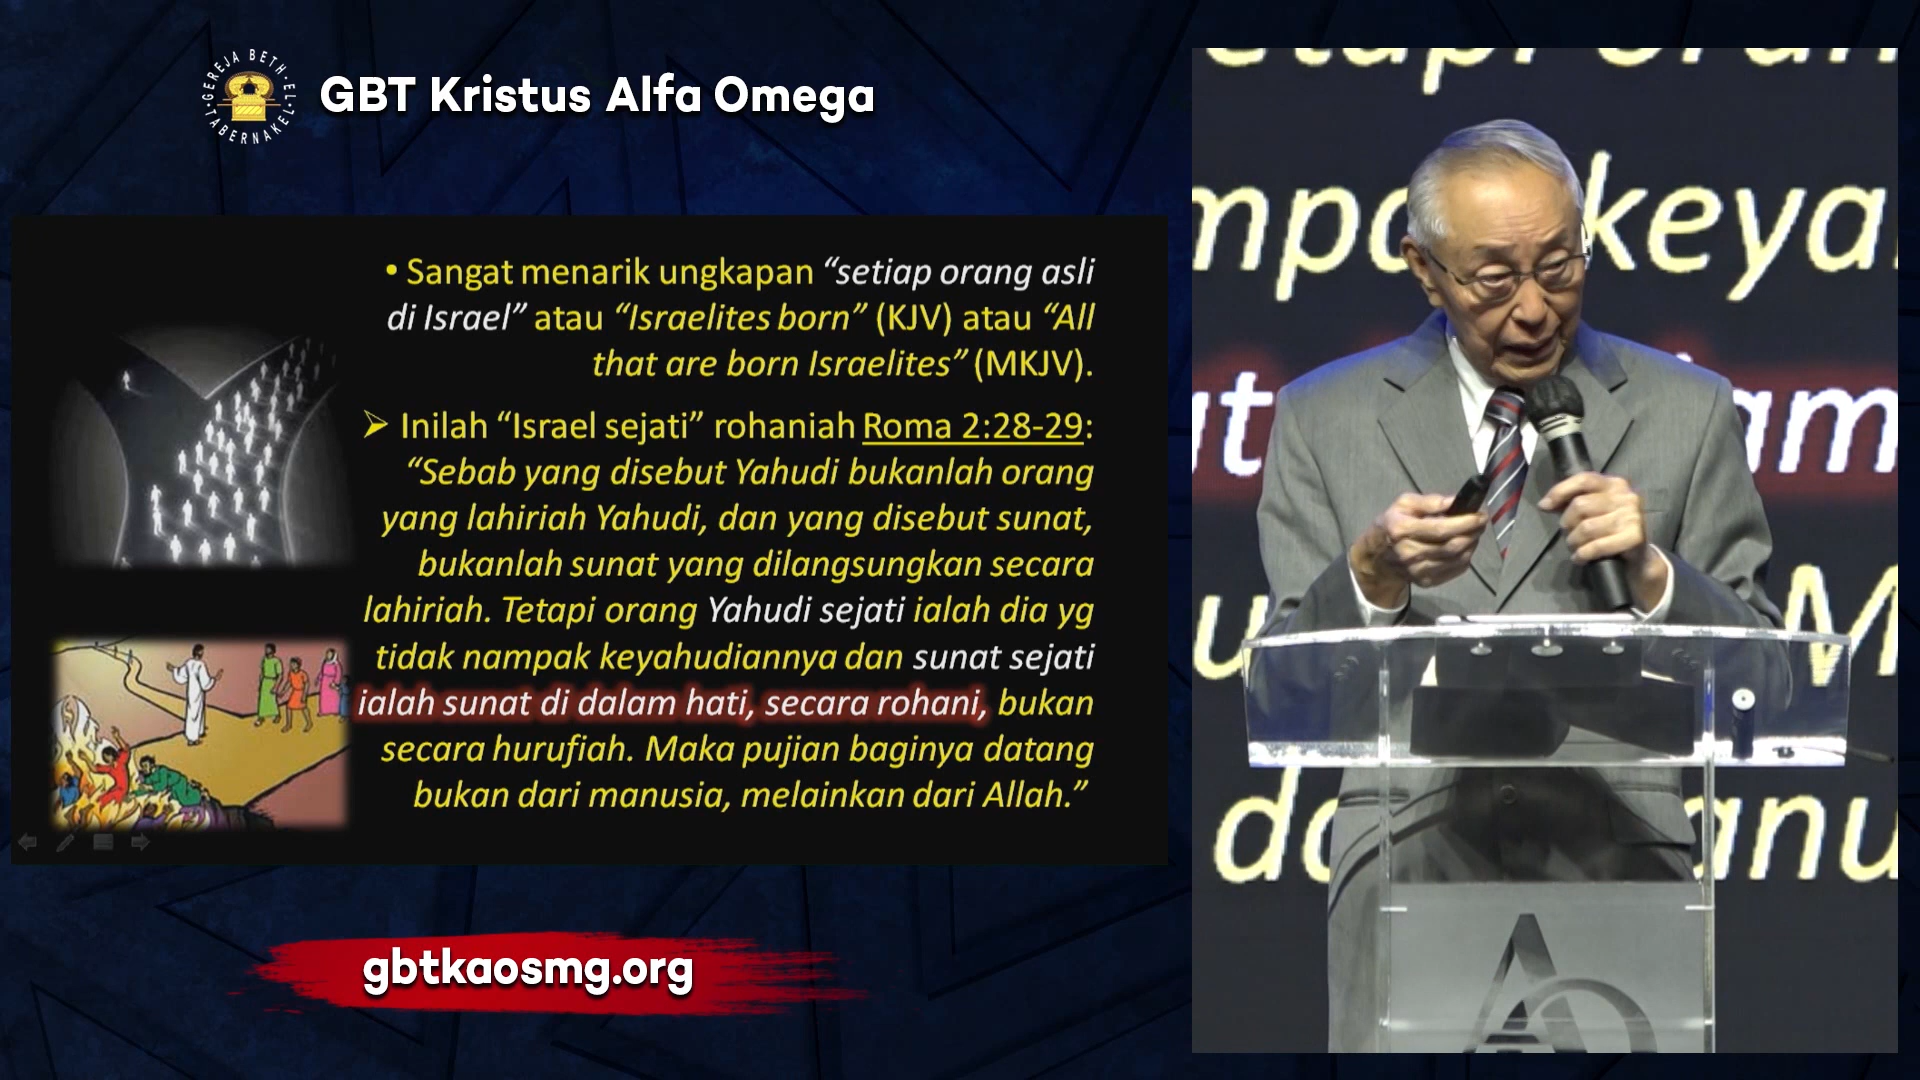 GEREJA BETH-EL TABERNAKEL
GBT Kristus Alfa Omega
• Sangat menarik ungkapan “setiap orang asli
di Israel” atau “Israelites born” (KJV) atau “All
that are born Israelites” (MKJV).
➢ Inilah “Israel sejati” rohaniah Roma 2:28-29:
“Sebab yang disebut Yahudi bukanlah orang
yang lahiriah Yahudi, dan yang disebut sunat,
bukanlah sunat yang dilangsungkan secara
lahiriah. Tetapi orang Yahudi sejati ialah dia yg
tidak nampak keyahudiannya dan sunat sejati
ialah sunat di dalam hati, secara rohani, bukan
secara hurufiah. Maka pujian baginya datang
bukan dari manusia, melainkan dari Allah.”
gbtkaosmg.org